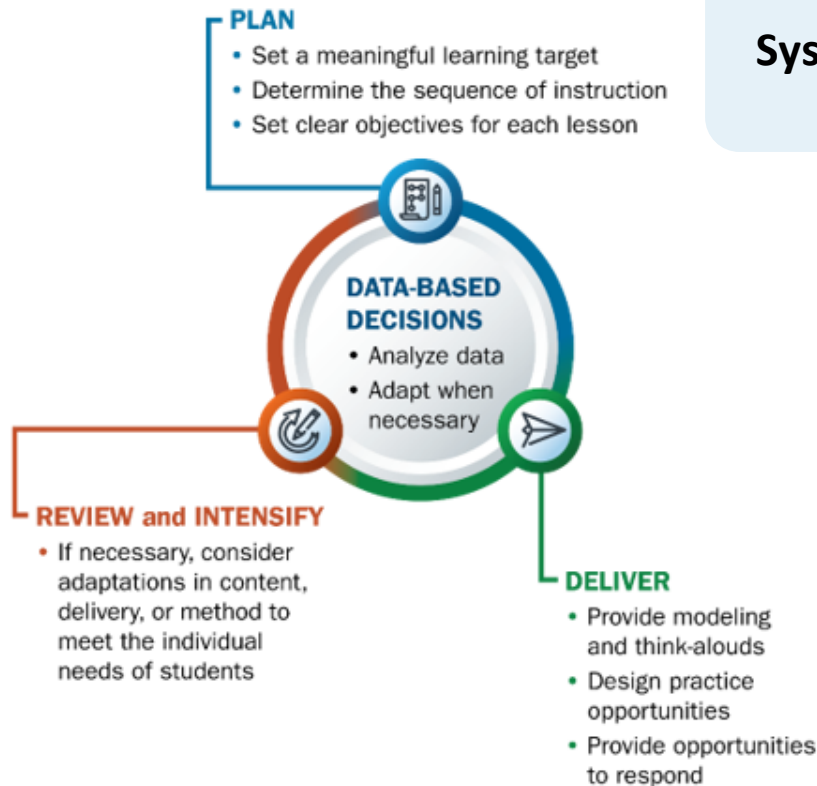 PLAN
• Set a meaningful learning target
• Determine the sequence of instruction
• Set clear objectives for each lesson
Sys
DATA-BASED
DECISIONS
• Analyze data
• Adapt when
necessary
REVIEW and INTENSIFY
• If necessary, consider
adaptations in content,
delivery, or method to
meet the individual
needs of students
DELIVER
• Provide modeling
and think-alouds
• Design practice
opportunities
• Provide opportunities
to respond